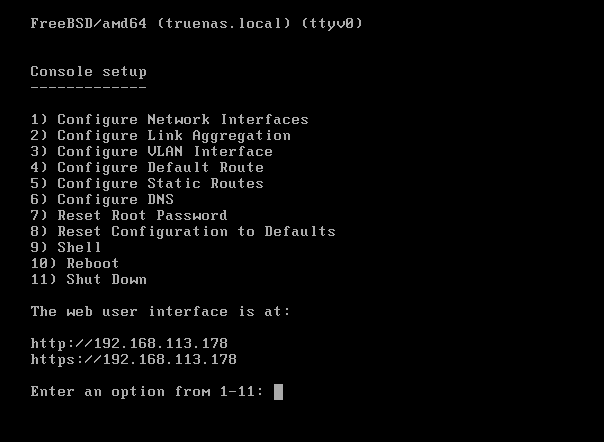 FreeBSD/amd64 (truenas.local) (ttyv0)
Console setup
-------------
1) Configure Network Interfaces
2) Configure Link Aggregation
3) Configure VLAN Interface
4) Configure Default Route
5) Configure Static Routes
6) Configure DNS
7) Reset Root Password
8) Reset Configuration to Defaults
9) Shell
10) Reboot
11) Shut Down
The web user interface is at:
http://192.168.113.178
https://192.168.113.178
Enter an option from 1-11: